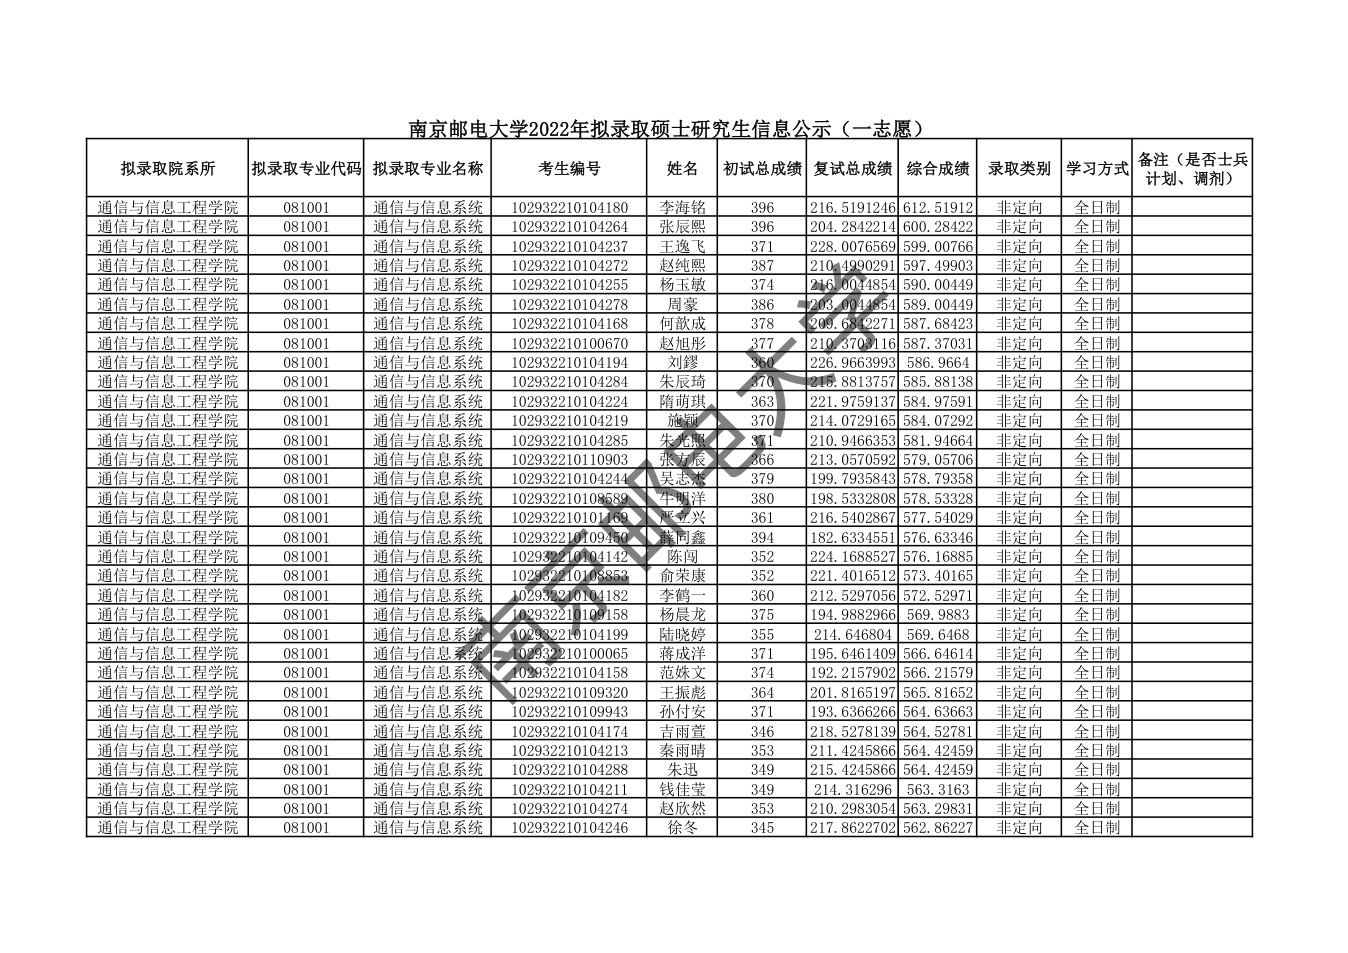 南京邮电大学2022年拟录取硕士研究生信息公示（一志愿）
拟录取院系所 拟录取专业代码 拟录取专业名称 考生编号 姓名 初试总成绩 复试总成绩 综合成绩 录取类别 学习方式 备注（是否士兵
计划、调剂）
通信与信息工程学院 081001 通信与信息系统 102932210104180 李海铭 396 216.5191246 612.51912 非定向 全日制
通信与信息工程学院 081001 通信与信息系统 102932210104264 张辰熙 396 204.2842214 600.28422 非定向 全日制
通信与信息工程学院 081001 通信与信息系统 102932210104237 王逸飞 371 228.0076569 599.00766 非定向 全日制
通信与信息工程学院 081001 通信与信息系统 102932210104272 赵纯熙 387 210.4990291 597.49903 非定向 全日制
通信与信息工程学院 081001 通信与信息系统 102932210104255 杨玉敏 374 216.0044854 590.00449 非定向 全日制
通信与信息工程学院 081001 通信与信息系统 102932210104278 周豪 386 203.0044854 589.00449 非定向 全日制
通信与信息工程学院 081001 通信与信息系统 102932210104168 何歆成 378 209.6842271 587.68423 非定向 全日制
通信与信息工程学院 081001 通信与信息系统 102932210100670 赵旭彤 377 210.3703116 587.37031 非定向 全日制
通信与信息工程学院 081001 通信与信息系统 102932210104194 刘鏐 360 226.9663993 586.9664 非定向 全日制
通信与信息工程学院 081001 通信与信息系统 102932210104284 朱辰琦 370 215.8813757 585.88138 非定向 全日制
通信与信息工程学院 081001 通信与信息系统 102932210104224 隋萌琪 363 221.9759137 584.97591 非定向 全日制
通信与信息工程学院 081001 通信与信息系统 102932210104219 施颖 370 214.0729165 584.07292 非定向 全日制
通信与信息工程学院 081001 通信与信息系统 102932210104285 朱光照 371 210.9466353 581.94664 非定向 全日制
通信与信息工程学院 081001 通信与信息系统 102932210110903 张方辰 366 213.0570592 579.05706 非定向 全日制
通信与信息工程学院 081001 通信与信息系统 102932210104244 吴志杰 379 199.7935843 578.79358 非定向 全日制
通信与信息工程学院 081001 通信与信息系统 102932210108589 牛明洋 380 198.5332808 578.53328 非定向 全日制
通信与信息工程学院 081001 通信与信息系统 102932210101169 严立兴 361 216.5402867 577.54029 非定向 全日制
通信与信息工程学院 081001 通信与信息系统 102932210109450 薛同鑫 394 182.6334551 576.63346 非定向 全日制
通信与信息工程学院 081001 通信与信息系统 102932210104142 陈闯 352 224.1688527 576.16885 非定向 全日制
通信与信息工程学院 081001 通信与信息系统 102932210108853 俞荣康 352 221.4016512 573.40165 非定向 全日制
通信与信息工程学院 081001 通信与信息系统 102932210104182 李鹤一 360 212.5297056 572.52971 非定向 全日制
通信与信息工程学院 081001 通信与信息系统 102932210109158 杨晨龙 375 194.9882966 569.9883 非定向 全日制
通信与信息工程学院 081001 通信与信息系统 102932210104199 陆晓婷 355 214.646804 569.6468 非定向 全日制
通信与信息工程学院 081001 通信与信息系统 102932210100065 蒋成洋 371 195.6461409 566.64614 非定向 全日制
通信与信息工程学院 081001 通信与信息系统 102932210104158 范姝文 374 192.2157902 566.21579 非定向 全日制
通信与信息工程学院 081001 通信与信息系统 102932210109320 王振彪 364 201.8165197 565.81652 非定向 全日制
通信与信息工程学院 081001 通信与信息系统 102932210109943 孙付安 371 193.6366266 564.63663 非定向 全日制
通信与信息工程学院 081001 通信与信息系统 102932210104174 吉雨萱 346 218.5278139 564.52781 非定向 全日制
通信与信息工程学院 081001 通信与信息系统 102932210104213 秦雨晴 353 211.4245866 564.42459 非定向 全日制
通信与信息工程学院 081001 通信与信息系统 102932210104288 朱迅 349 215.4245866 564.42459 非定向 全日制
通信与信息工程学院 081001 通信与信息系统 102932210104211 钱佳莹 349 214.316296 563.3163 非定向 全日制
通信与信息工程学院 081001 通信与信息系统 102932210104274 赵欣然 353 210.2983054 563.29831 非定向 全日制
通信与信息工程学院 081001 通信与信息系统 102932210104246 徐冬 345 217.8622702 562.86227 非定向 全日制
南京邮电大学